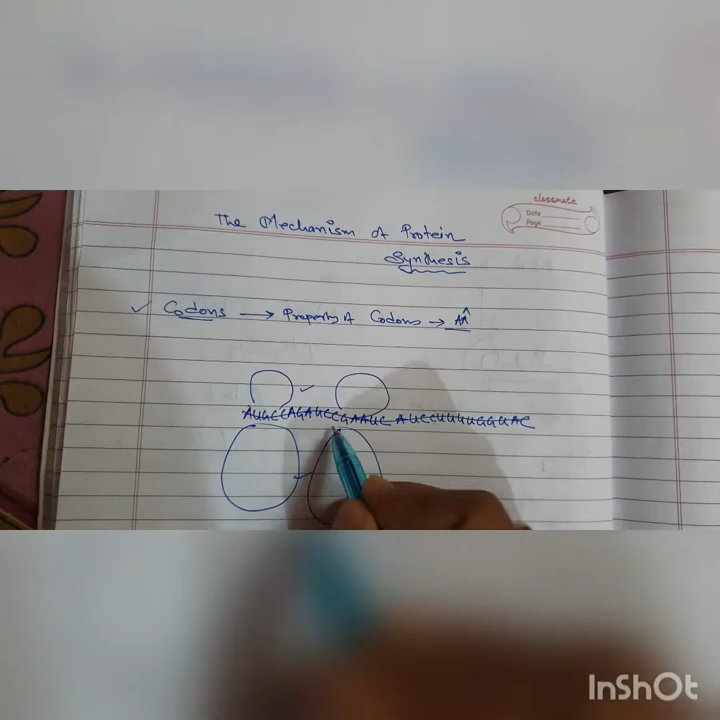 classmate
Date
Page
The Mechanism of Protein
Synthesis
✓ Codons → Property of Codons → AA
InShOt